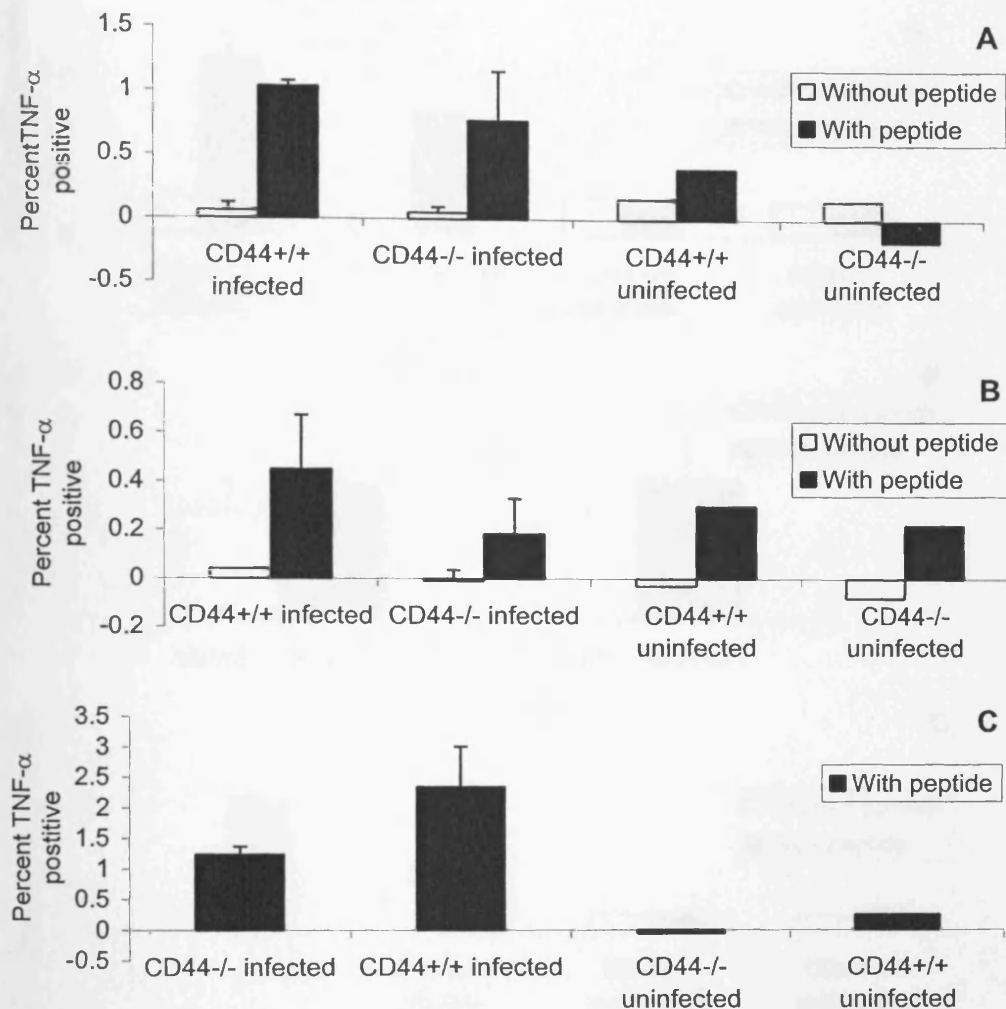 A
1.5
1
0.5
0
-0.5
PercentTNF-α
positive
Without peptide
With peptide
CD44+/+
infected
CD44-/- infected
CD44+/+
uninfected
CD44-/-
uninfected
B
0.8
0.6
0.4
0.2
0
-0.2
Percent TNF-α
positive
Without peptide
With peptide
CD44+/+ infected
CD44-/- infected
CD44+/+
uninfected
CD44-/-
uninfected
C
3.5
3
2.5
2
1.5
1
0.5
0
-0.5
Percent TNF-α
postitive
With peptide
CD44-/- infected
CD44+/+ infected
CD44-/-
uninfected
CD44+/+
uninfected